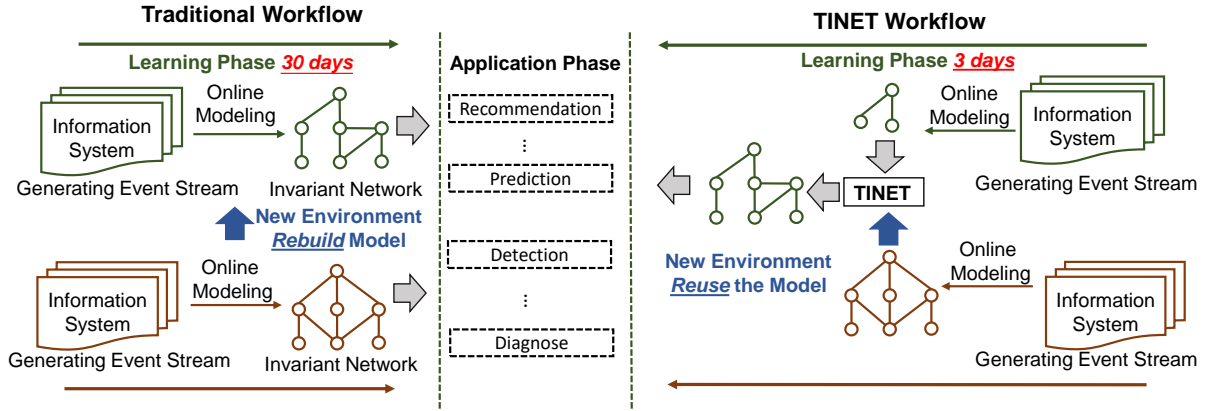 Traditional Workflow
Learning Phase 30 days
Information
System
Online
Modeling
Generating Event Stream
Invariant Network
New Environment
Rebuild Model
Information
System
Online
Modeling
Generating Event Stream
Invariant Network
Application Phase
Recommendation
...
Prediction
Detection
...
Diagnose
TINET Workflow
Learning Phase 3 days
Online
Modeling
Information
System
Generating Event Stream
TINET
New Environment
Reuse the Model
Online
Modeling
Information
System
Generating Event Stream